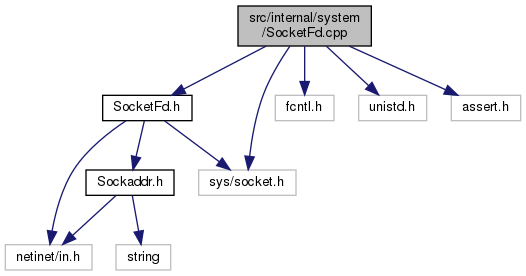 src/internal/system
/SocketFd.cpp
SocketFd.h
fcntl.h
unistd.h
assert.h
Sockaddr.h
sys/socket.h
netinet/in.h
string